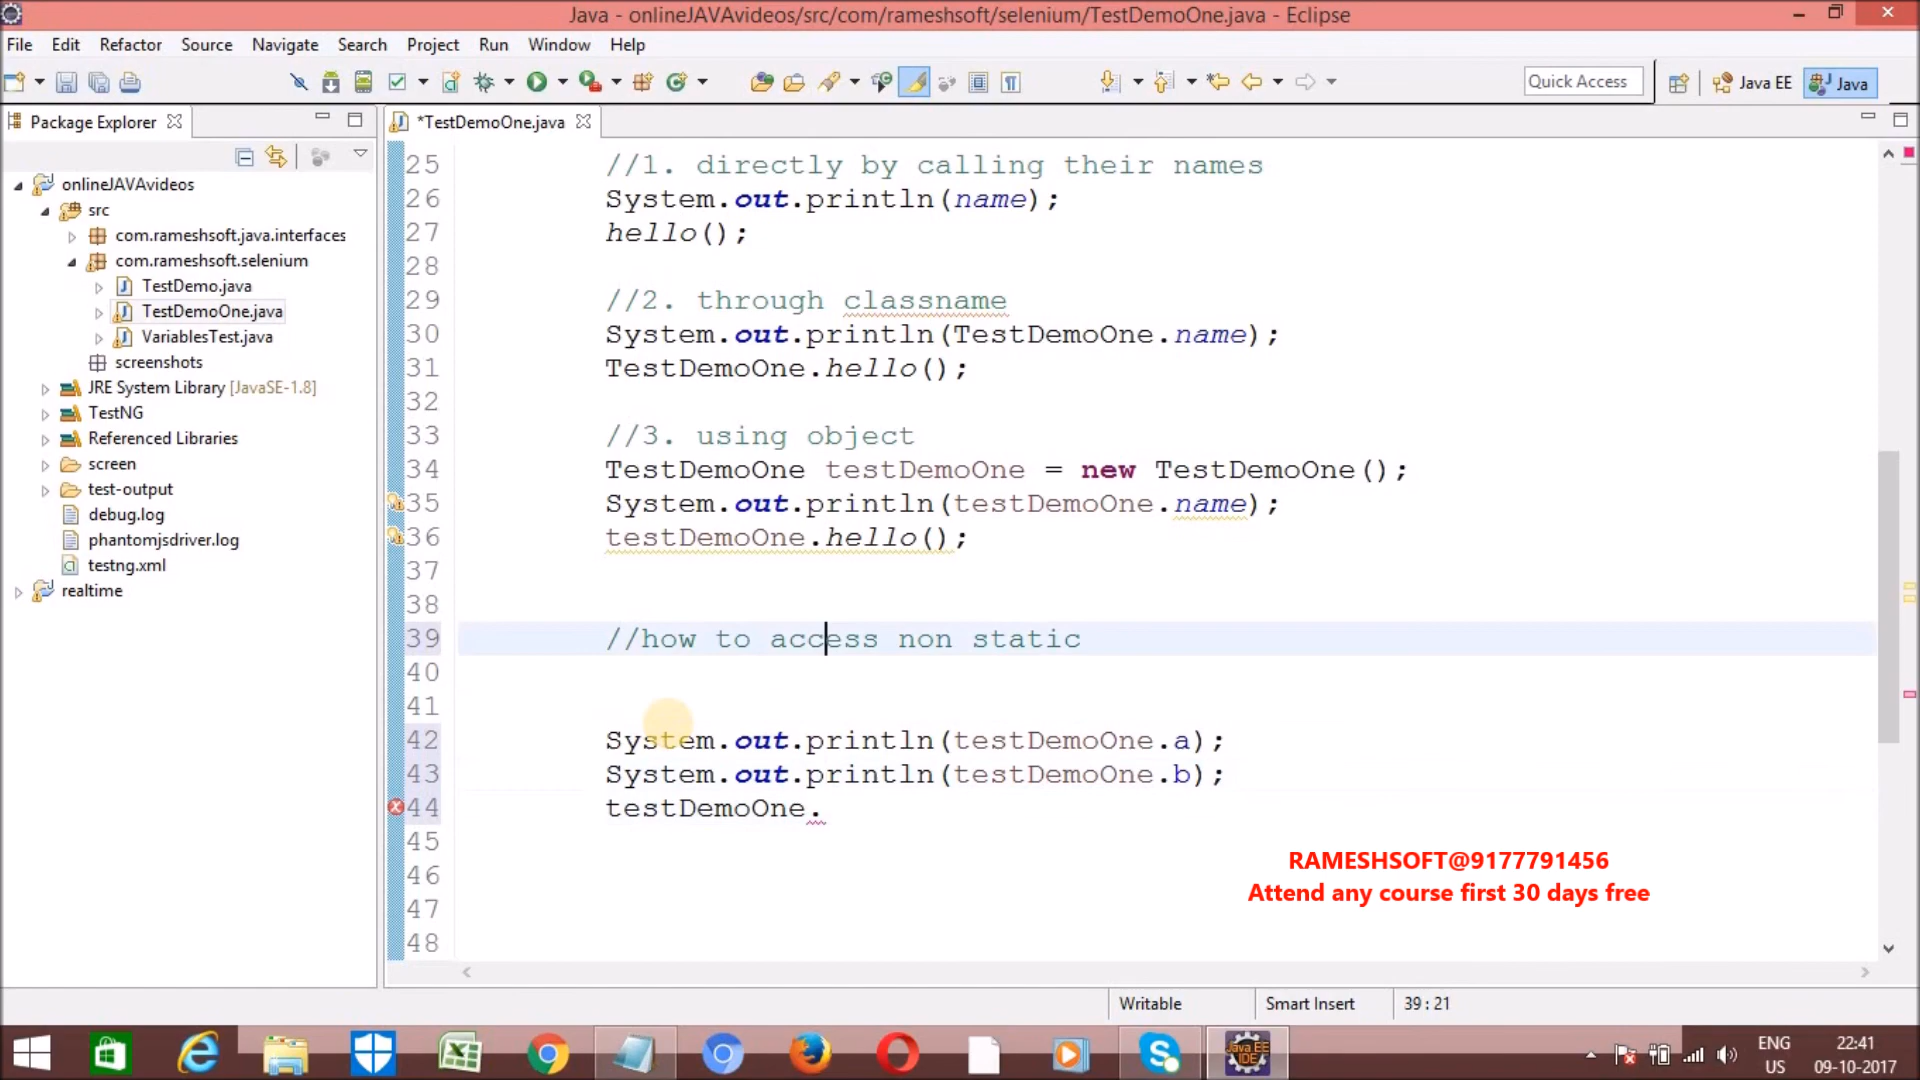 Java - onlineJAVAvideos/src/com/rameshsoft/selenium/TestDemoOne.java - Eclipse
File Edit Refactor Source Navigate Search Project Run Window Help
Quick Access Java EE Java
Package Explorer
*TestDemoOne.java
onlineJAVAvideos
src
com.rameshsoft.java.interfaces
com.rameshsoft.selenium
TestDemo.java
TestDemoOne.java
VariablesTest.java
screenshots
JRE System Library [JavaSE-1.8]
TestNG
Referenced Libraries
screen
test-output
debug.log
phantomjsdriver.log
testng.xml
realtime
25 //1. directly by calling their names
26 System.out.println(name);
27 hello();
28
29 //2. through classname
30 System.out.println(TestDemoOne.name);
31 TestDemoOne.hello();
32
33 //3. using object
34 TestDemoOne testDemoOne = new TestDemoOne();
35 System.out.println(testDemoOne.name);
36 testDemoOne.hello();
37
38
39 //how to access non static
40
41
42 System.out.println(testDemoOne.a);
43 System.out.println(testDemoOne.b);
44 testDemoOne.
45
46
47
48
RAMESHSOFT@9177791456
Attend any course first 30 days free
Writable Smart Insert 39 : 21
Java EE
IDE
ENG
US
22:41
09-10-2017